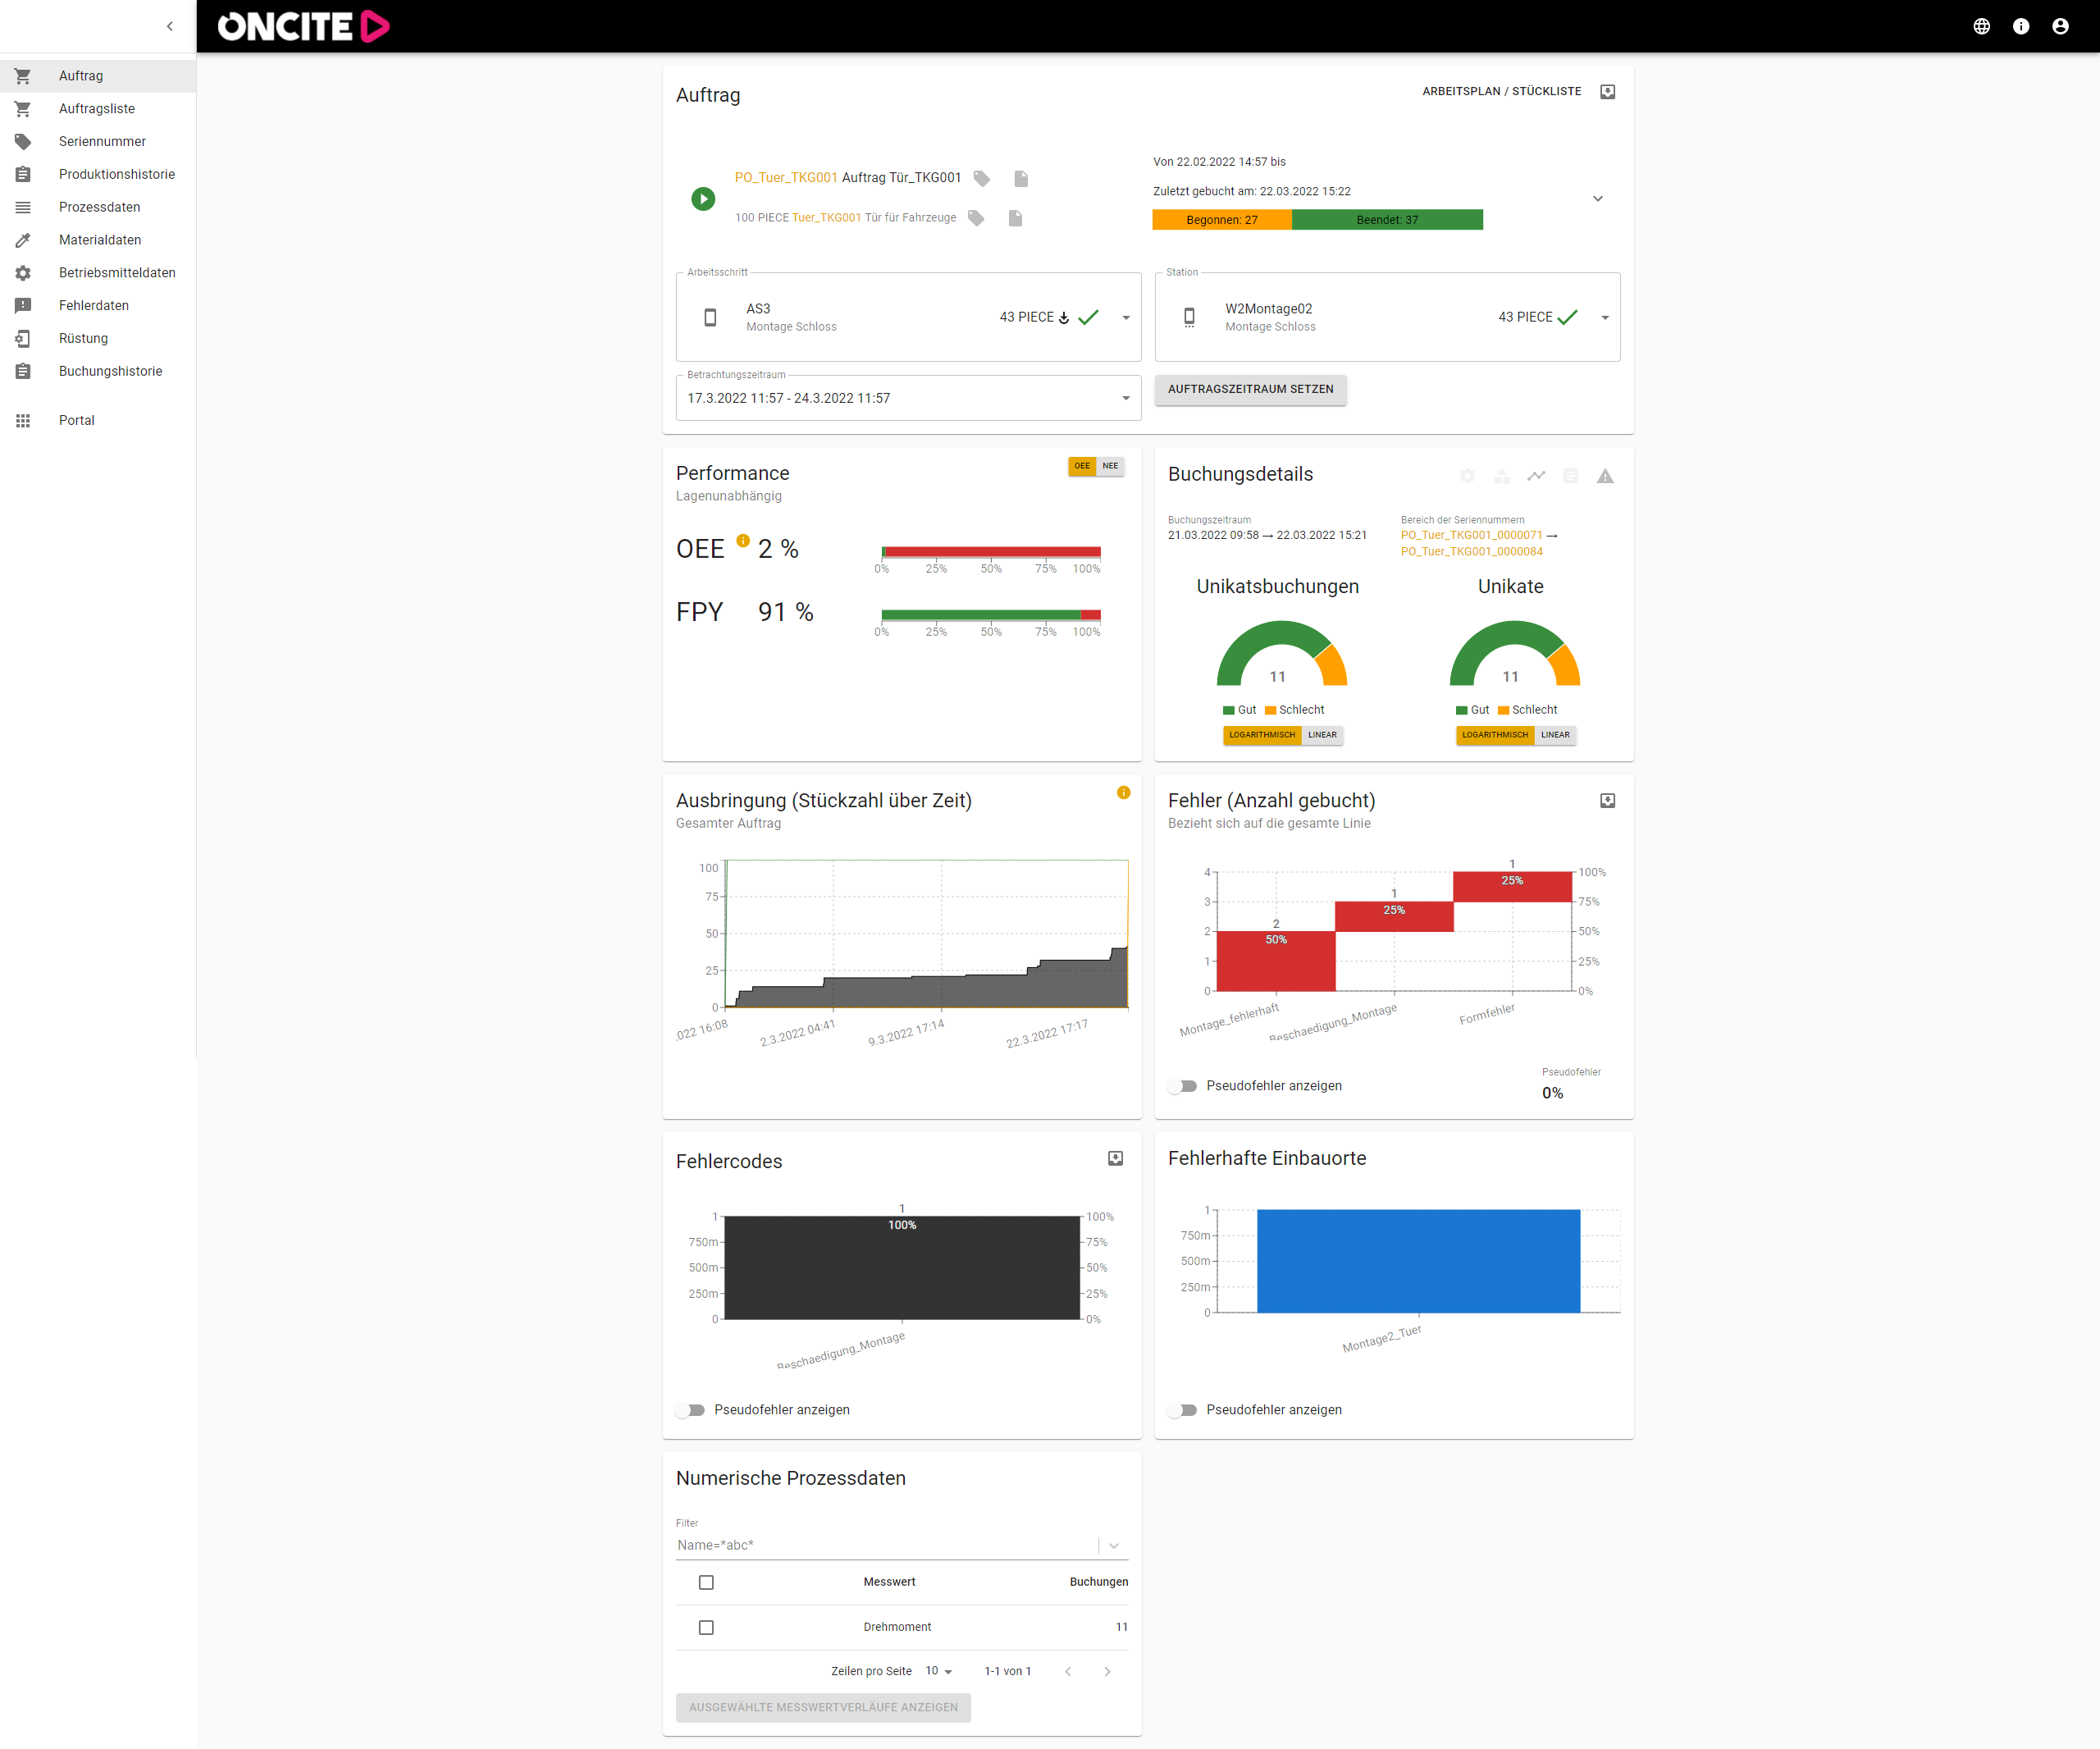 ONCITE
Auftrag
Auftragsliste
Seriennummer
Produktionshistorie
Prozessdaten
Materialdaten
Betriebsmitteldaten
Fehlerdaten
Rüstung
Buchungshistorie
Portal
Auftrag
ARBEITSPLAN / STÜCKLISTE
PO_Tuer_TKG001 Auftrag Tür_TKG001
100 PIECE Tuer_TKG001 Tür für Fahrzeuge
Von 22.02.2022 14:57 bis
Zuletzt gebucht am: 22.03.2022 15:22
Begonnen: 27 Beendet: 37
Arbeitsschritt
AS3
Montage Schloss
43 PIECE
Station
W2Montage02
Montage Schloss
43 PIECE
Betrachtungszeitraum
17.3.2022 11:57 - 24.3.2022 11:57
AUFTRAGSZEITRAUM SETZEN
Performance
Lagenunabhängig
OEE NEE
OEE 2 %
0% 25% 50% 75% 100%
FPY 91 %
0% 25% 50% 75% 100%
Buchungsdetails
Buchungszeitraum
21.03.2022 09:58 → 22.03.2022 15:21
Bereich der Seriennummern
PO_Tuer_TKG001_0000071 →
PO_Tuer_TKG001_0000084
Unikatsbuchungen
11
Gut Schlecht
LOGARITHMISCH LINEAR
Unikate
11
Gut Schlecht
LOGARITHMISCH LINEAR
Ausbringung (Stückzahl über Zeit)
Gesamter Auftrag
100
75
50
25
0
.022 16:08
2.3.2022 04:41
9.3.2022 17:14
22.3.2022 17:17
Fehler (Anzahl gebucht)
Bezieht sich auf die gesamte Linie
4
3
2
1
0
2
50%
1
25%
1
25%
100%
75%
50%
25%
0%
Montage_fehlerhaft
Beschaedigung_Montage
Formfehler
Pseudofehler anzeigen
Pseudofehler
0%
Fehlercodes
1
750m
500m
250m
0
1
100%
100%
75%
50%
25%
0%
Beschaedigung_Montage
Pseudofehler anzeigen
Fehlerhafte Einbauorte
1
750m
500m
250m
0
Montage2_Tuer
Pseudofehler anzeigen
Numerische Prozessdaten
Filter
Name=*abc*
Messwert Buchungen
Drehmoment 11
Zeilen pro Seite 10 1-1 von 1
AUSGEWÄHLTE MESSWERTVERLÄUFE ANZEIGEN